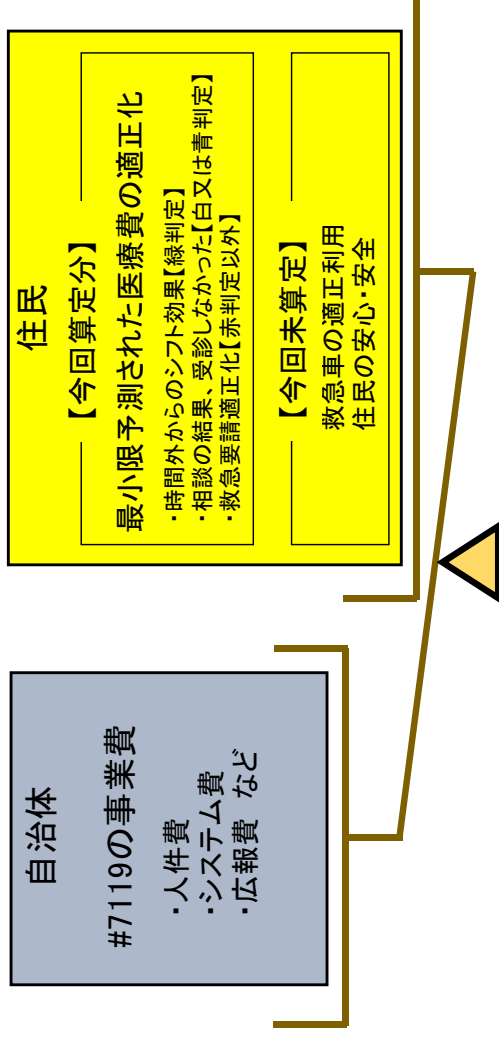 自治体
#7119の事業費
・人件費
・システム費
・広報費 など
住民
【今回算定分】
最小限予測された医療費の適正化
・時間外からのシフト効果【緑判定】
・相談の結果、受診しなかった【白又は青判定】
・救急要請適正化【赤判定以外】
【今回未算定】
救急車の適正利用
住民の安心・安全